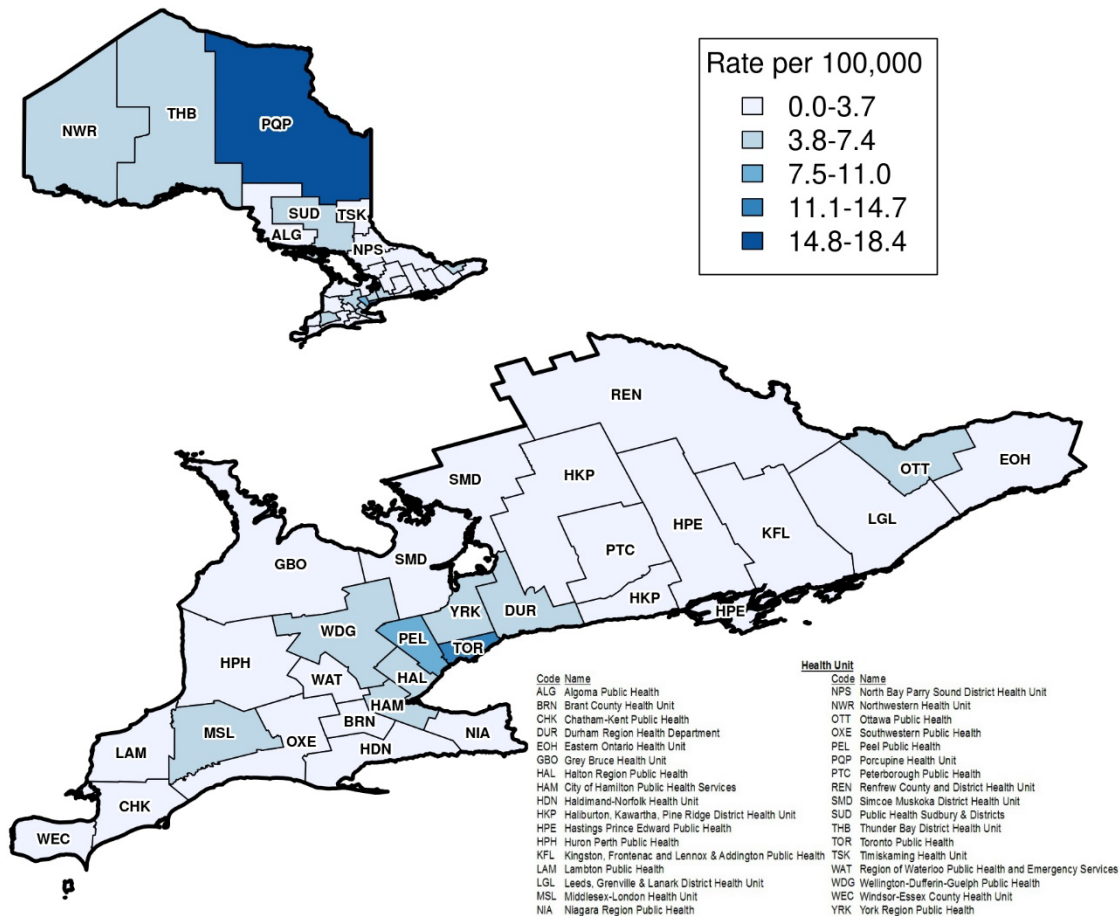 Rate per 100,000
0.0-3.7
3.8-7.4
7.5-11.0
11.1-14.7
14.8-18.4
NWR
THB
PQP
SUD
TSK
ALG
NPS
REN
SMD
HKP
OTT
EOH
HPE
KFL
LGL
PTC
GBO
SMD
HKP
HPE
YRK
DUR
WDG
PEL
TOR
HPH
WAT
HAL
HAM
MSL
OXE
BRN
NIA
LAM
HDN
CHK
WEC
Health Unit
Code Name
ALG Algoma Public Health
BRN Brant County Health Unit
CHK Chatham-Kent Public Health
DUR Durham Region Health Department
EOH Eastern Ontario Health Unit
GBO Grey Bruce Health Unit
HAL Halton Region Public Health
HAM City of Hamilton Public Health Services
HDN Haldimand-Norfolk Health Unit
HKP Haliburton, Kawartha, Pine Ridge District Health Unit
HPE Hastings Prince Edward Public Health
HPH Huron Perth Public Health
KFL Kingston, Frontenac and Lennox & Addington Public Health
LAM Lambton Public Health
LGL Leeds, Grenville & Lanark District Health Unit
MSL Middlesex-London Health Unit
NIA Niagara Region Public Health
Code Name
NPS North Bay Parry Sound District Health Unit
NWR Northwestern Health Unit
OTT Ottawa Public Health
OXE Southwestern Public Health
PEL Peel Public Health
PQP Porcupine Health Unit
PTC Peterborough Public Health
REN Renfrew County and District Health Unit
SMD Simcoe Muskoka District Health Unit
SUD Public Health Sudbury & Districts
THB Thunder Bay District Health Unit
TOR Toronto Public Health
TSK Timiskaming Health Unit
WAT Region of Waterloo Public Health and Emergency Services
WDG Wellington-Dufferin-Guelph Public Health
WEC Windsor-Essex County Health Unit
YRK York Region Public Health